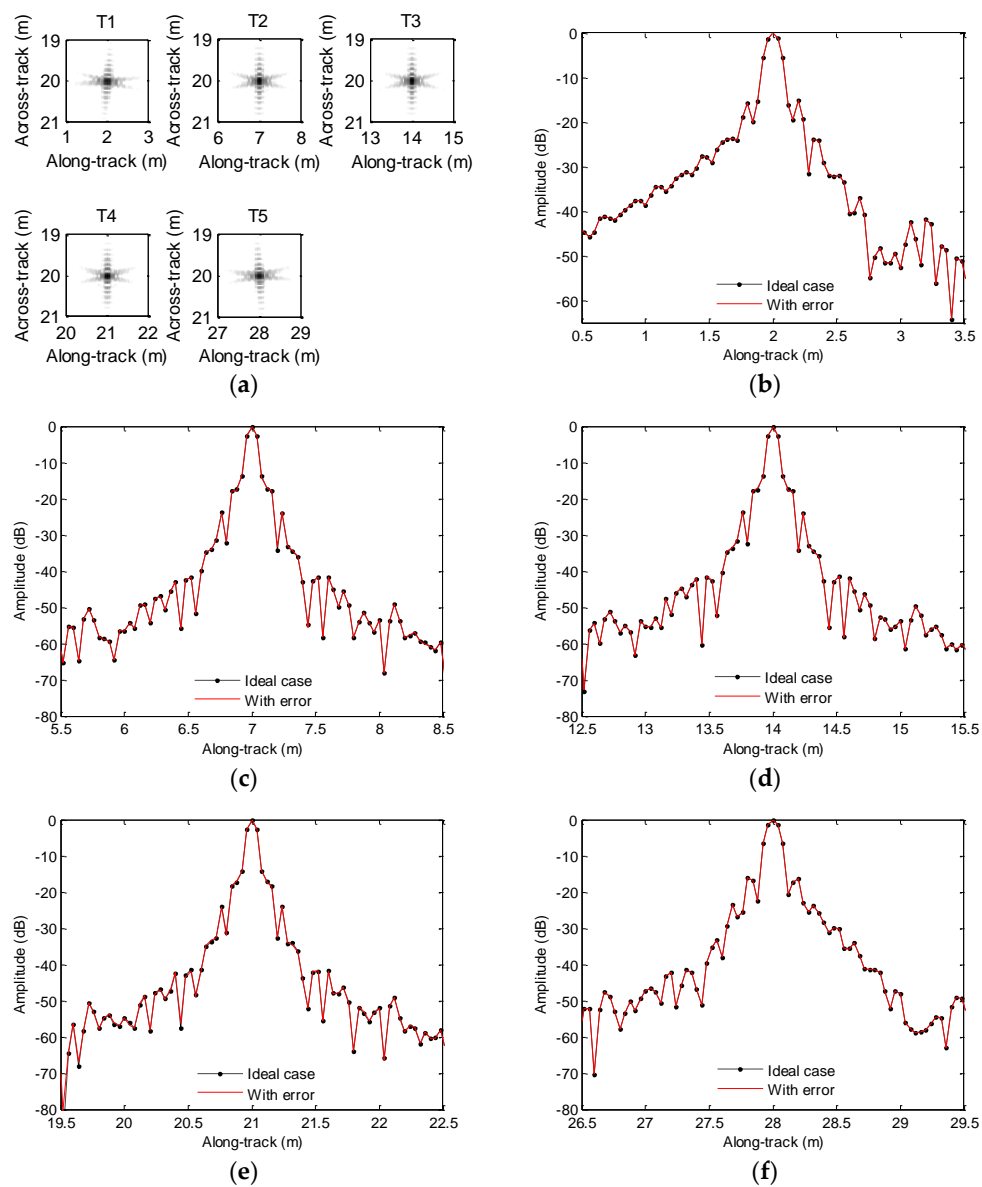 T1
T2
T3
Across-track (m)
19
20
21
1 2 3
Along-track (m)
Across-track (m)
19
20
21
6 7 8
Along-track (m)
Across-track (m)
19
20
21
13 14 15
Along-track (m)
T4
T5
Across-track (m)
19
20
21
20 21 22
Along-track (m)
Across-track (m)
19
20
21
27 28 29
Along-track (m)
(a)
0
-10
-20
-30
-40
-50
-60
Amplitude (dB)
Ideal case
With error
0.5 1 1.5 2 2.5 3 3.5
Along-track (m)
(b)
0
-10
-20
-30
-40
-50
-60
-70
-80
Amplitude (dB)
Ideal case
With error
5.5 6 6.5 7 7.5 8 8.5
Along-track (m)
(c)
0
-10
-20
-30
-40
-50
-60
-70
-80
Amplitude (dB)
Ideal case
With error
12.5 13 13.5 14 14.5 15 15.5
Along-track (m)
(d)
0
-10
-20
-30
-40
-50
-60
-70
-80
Amplitude (dB)
Ideal case
With error
19.5 20 20.5 21 21.5 22 22.5
Along-track (m)
(e)
0
-10
-20
-30
-40
-50
-60
-70
-80
Amplitude (dB)
Ideal case
With error
26.5 27 27.5 28 28.5 29 29.5
Along-track (m)
(f)